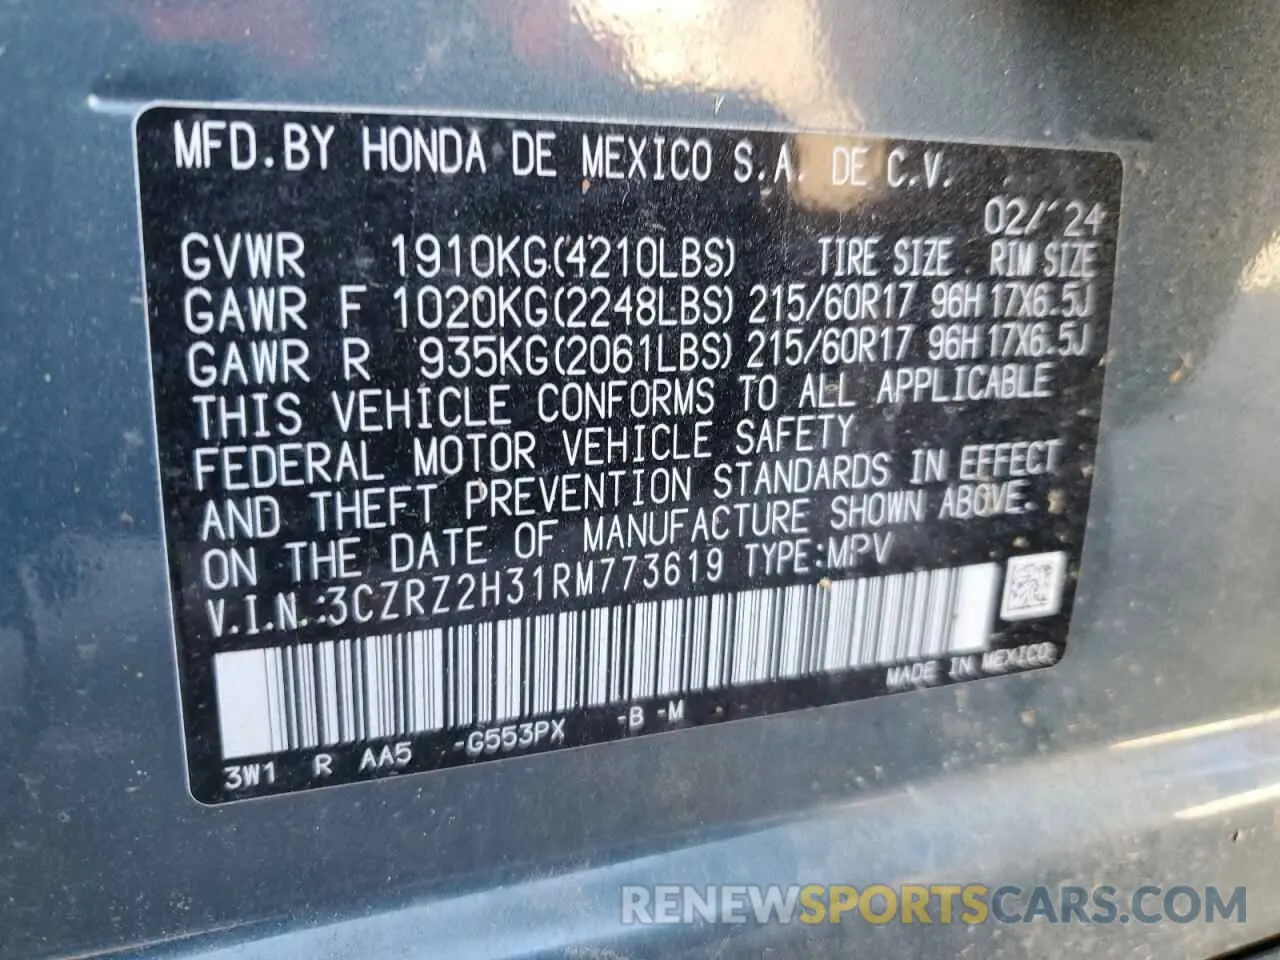 MFD.BY HONDA DE MEXICO S.A. DE C.V.
02/'24
GVWR 1910KG(4210LBS) TIRE SIZE RIM SIZE
GAWR F 1020KG(2248LBS) 215/60R17 96H 17X6.5J
GAWR R 935KG(2061LBS) 215/60R17 96H 17X6.5J
THIS VEHICLE CONFORMS TO ALL APPLICABLE
FEDERAL MOTOR VEHICLE SAFETY
AND THEFT PREVENTION STANDARDS IN EFFECT
ON THE DATE OF MANUFACTURE SHOWN ABOVE.
V.I.N.:3CZRZ2H31RM773619 TYPE:MPV
MADE IN MEXICO
3W1 R AA5 -G553PX -B -M
RENEWSPORTSCARS.COM